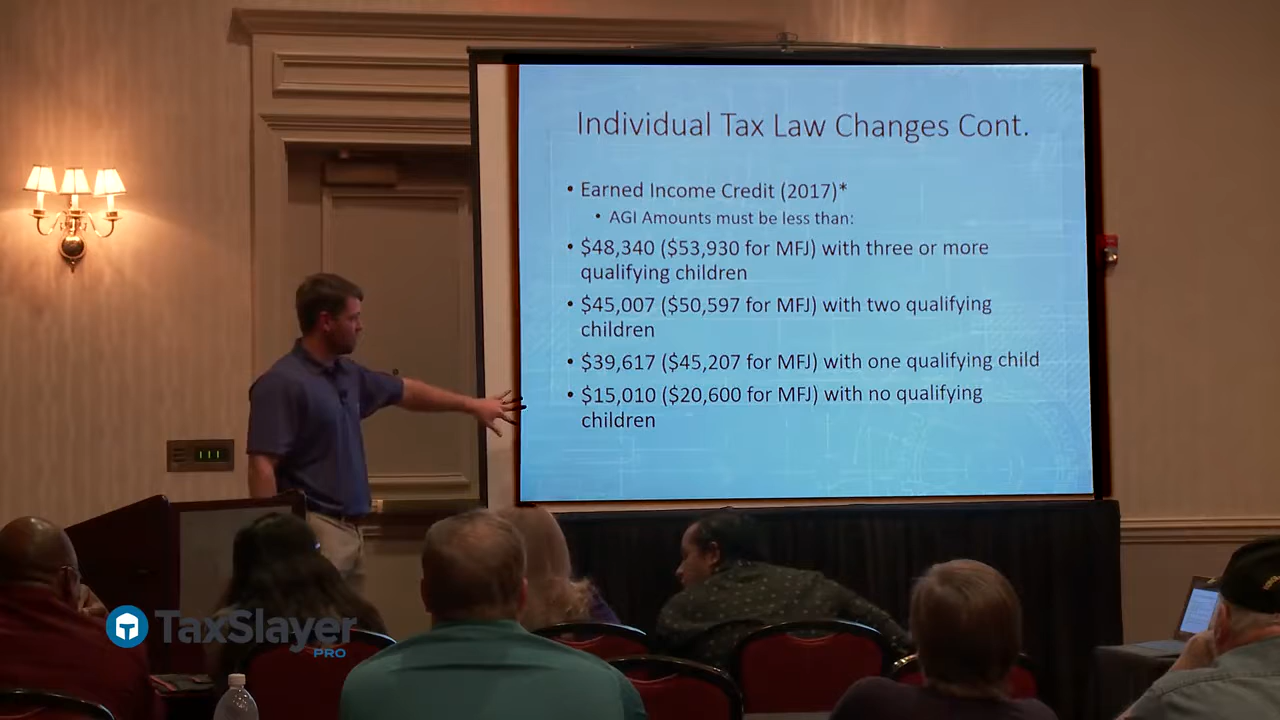 Individual Tax Law Changes Cont.
• Earned Income Credit (2017)*
• AGI Amounts must be less than:
• $48,340 ($53,930 for MFJ) with three or more
qualifying children
• $45,007 ($50,597 for MFJ) with two qualifying
children
• $39,617 ($45,207 for MFJ) with one qualifying child
• $15,010 ($20,600 for MFJ) with no qualifying
children
TaxSlayer
PRO